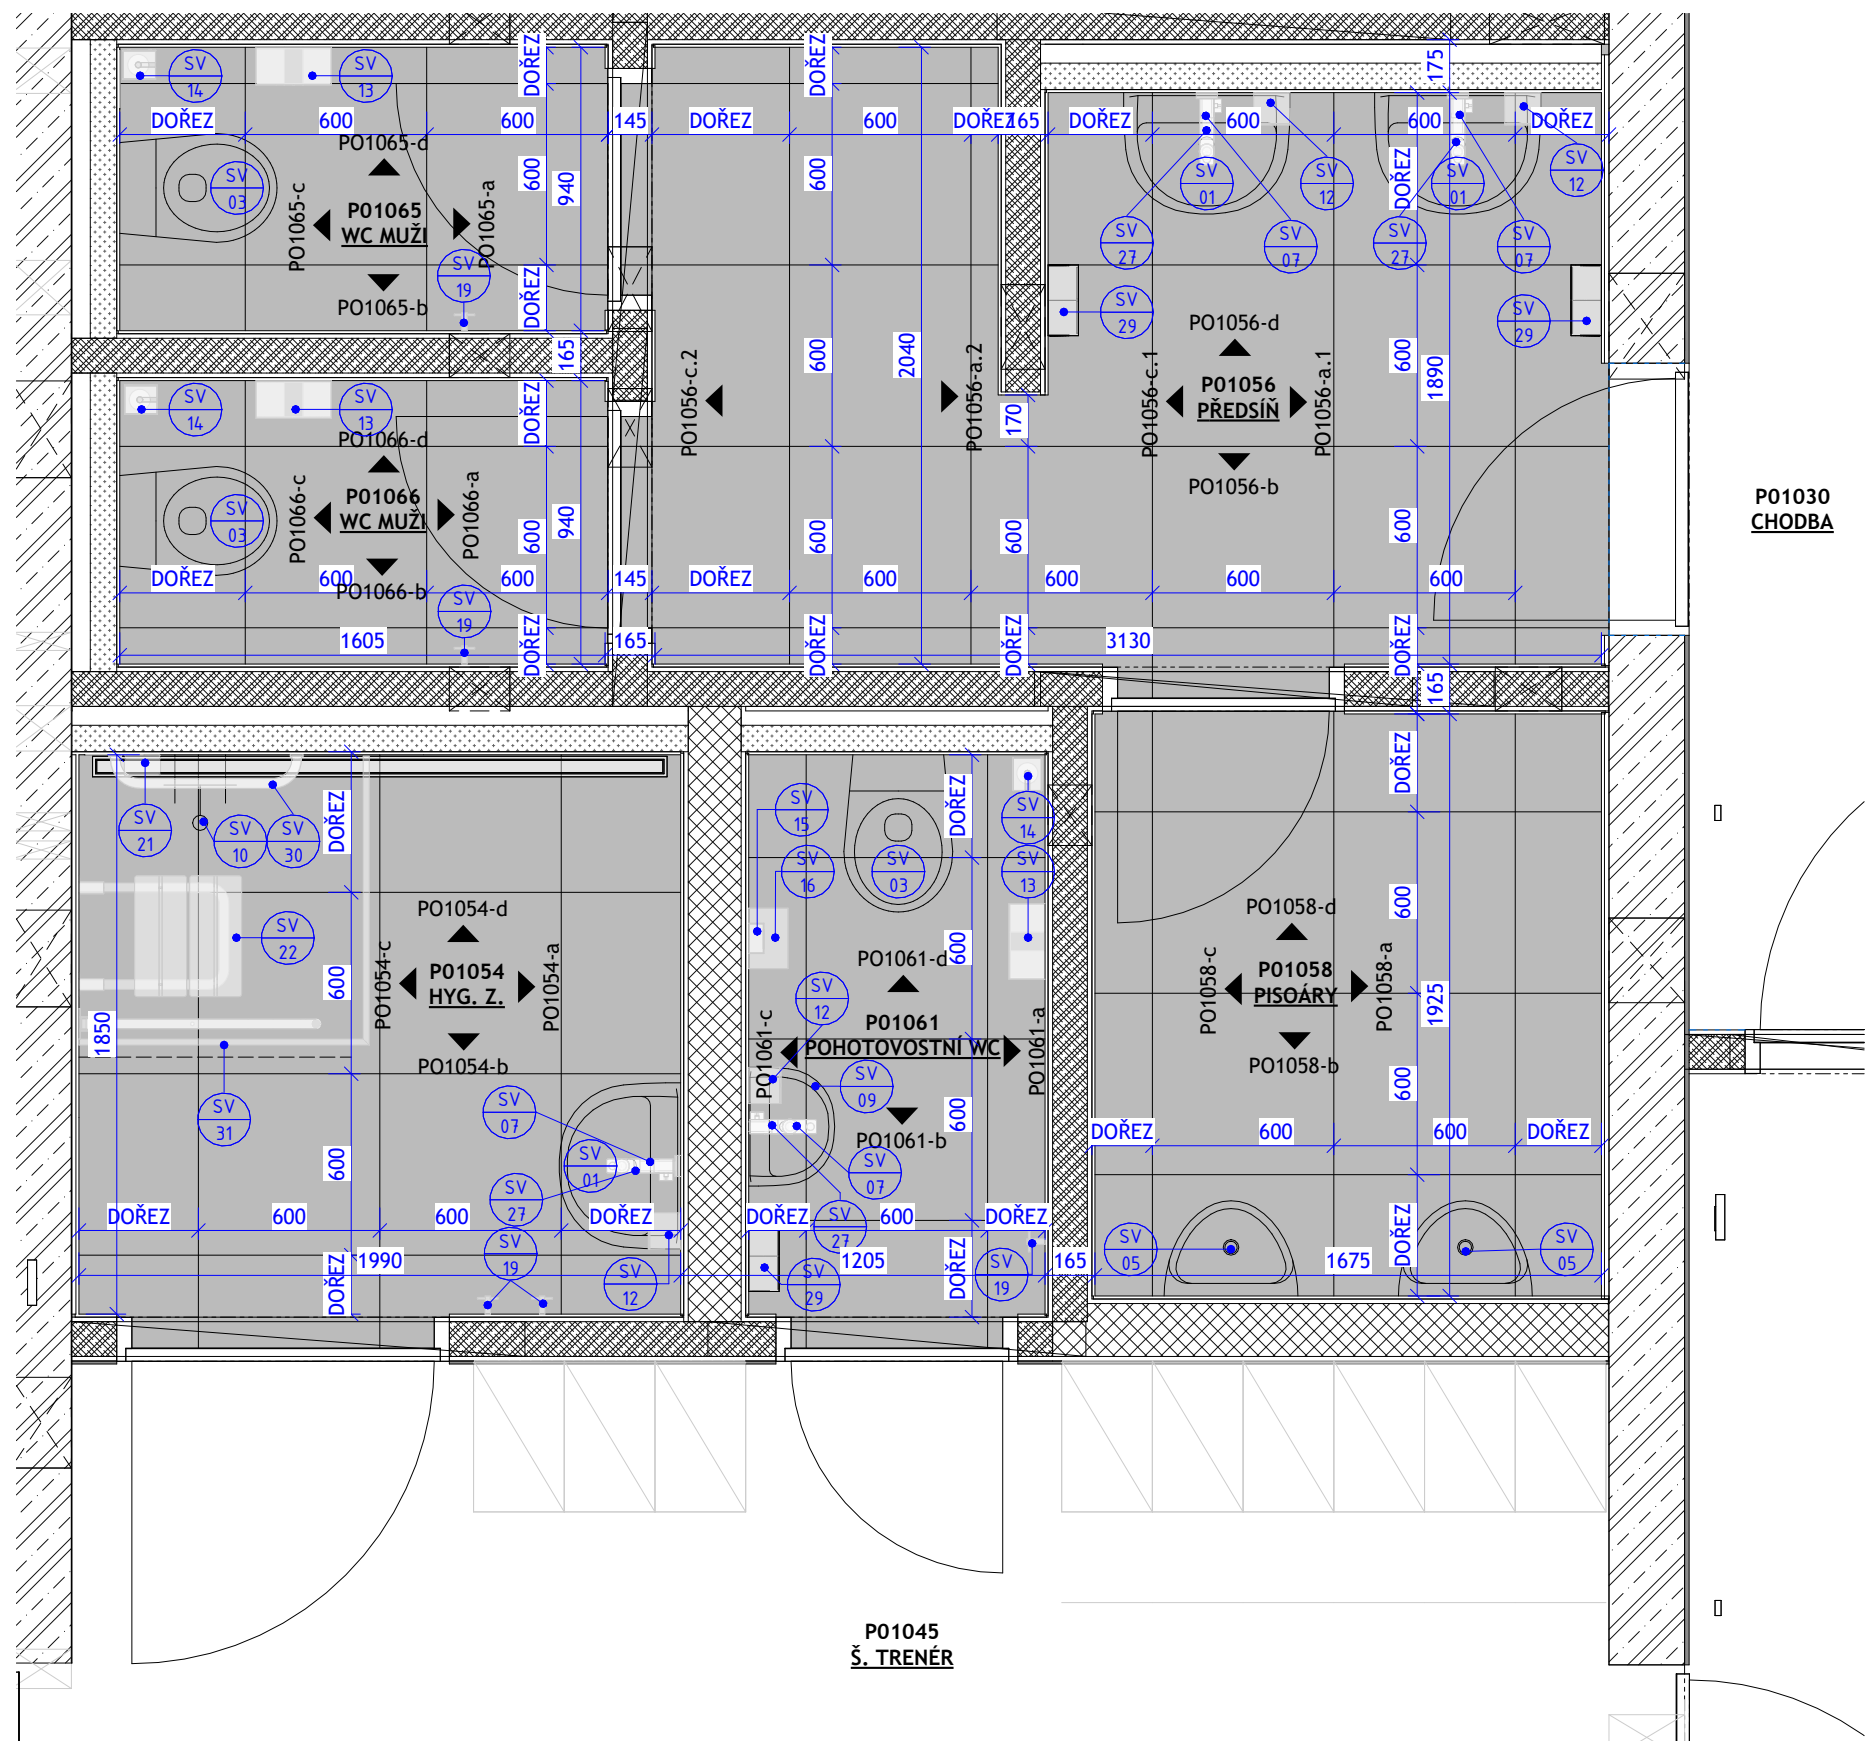 DOŘEZ
DOŘEZ
175
SV
14
SV
13
DOŘEZ
600
600
145
DOŘEZ
600
DOŘEZ
165
DOŘEZ
600
600
DOŘEZ
PO1065-d
SV
03
PO1065-c
P01065
WC MUŽI
PO1065-a
PO1065-b
SV
19
600
940
DOŘEZ
600
DOŘEZ
SV
01
SV
12
SV
01
SV
12
SV
27
SV
07
SV
27
SV
07
SV
29
SV
29
165
PO1056-c.2
600
2040
PO1056-a.2
170
PO1056-d
PO1056-c.1
P01056
PŘEDSÍŇ
PO1056-a.1
PO1056-b
600
1890
SV
14
SV
13
DOŘEZ
PO1066-d
SV
03
PO1066-c
P01066
WC MUŽI
PO1066-a
PO1066-b
600
940
600
600
600
P01030
CHODBA
DOŘEZ
600
600
145
DOŘEZ
600
600
600
600
SV
19
1605
DOŘEZ
165
DOŘEZ
DOŘEZ
3130
DOŘEZ
165
SV
21
SV
10
SV
30
DOŘEZ
SV
22
600
1850
PO1054-d
PO1054-c
P01054
HYG. Z.
PO1054-a
PO1054-b
SV
31
600
SV
07
SV
01
SV
27
DOŘEZ
600
600
DOŘEZ
SV
19
1990
DOŘEZ
SV
12
SV
15
SV
16
SV
03
DOŘEZ
SV
14
SV
13
PO1061-d
600
SV
12
PO1061-c
P01061
POHOTOVOSTNÍ WC
PO1061-a
SV
09
PO1061-b
600
SV
07
DOŘEZ
SV
27
600
DOŘEZ
1205
SV
29
DOŘEZ
SV
19
165
DOŘEZ
600
PO1058-d
PO1058-c
P01058
PISOÁRY
PO1058-a
PO1058-b
1925
600
DOŘEZ
600
600
DOŘEZ
SV
05
DOŘEZ
1675
SV
05
P01045
Š. TRENÉR